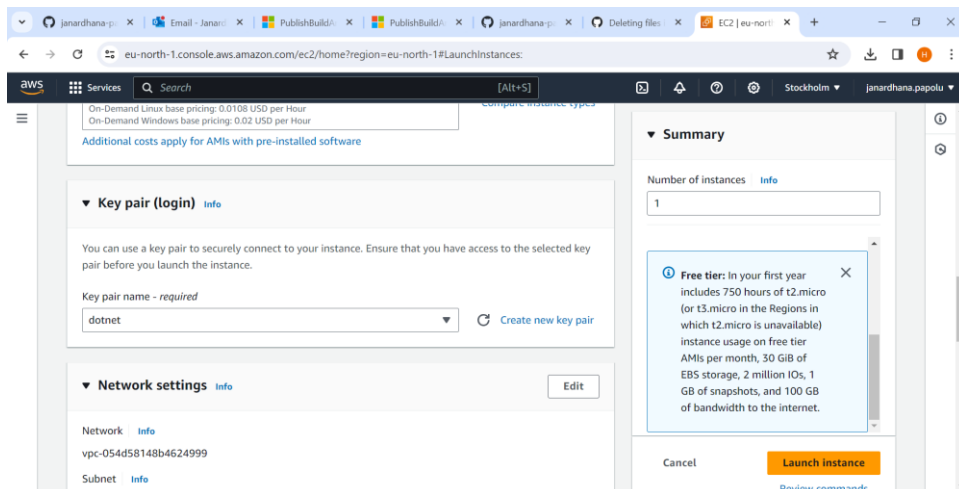 janardhana-pa
Email - Janard
PublishBuildA
PublishBuildA
janardhana-p
Deleting files i
EC2 | eu-nort
eu-north-1.console.aws.amazon.com/ec2/home?region=eu-north-1#LaunchInstances:
H
aws
Services
Search
[Alt+S]
Stockholm
janardhana.papolu
On-Demand Linux base pricing: 0.0108 USD per Hour
On-Demand Windows base pricing: 0.02 USD per Hour
Compare instance types
Additional costs apply for AMIs with pre-installed software
Key pair (login) Info
You can use a key pair to securely connect to your instance. Ensure that you have access to the selected key
pair before you launch the instance.
Key pair name - required
dotnet
Create new key pair
Network settings Info
Edit
Network Info
vpc-054d58148b4624999
Subnet Info
Summary
Number of instances Info
1
Free tier: In your first year
includes 750 hours of t2.micro
(or t3.micro in the Regions in
which t2.micro is unavailable)
instance usage on free tier
AMIs per month, 30 GiB of
EBS storage, 2 million IOs, 1
GB of snapshots, and 100 GB
of bandwidth to the internet.
Cancel
Launch instance
Review commands